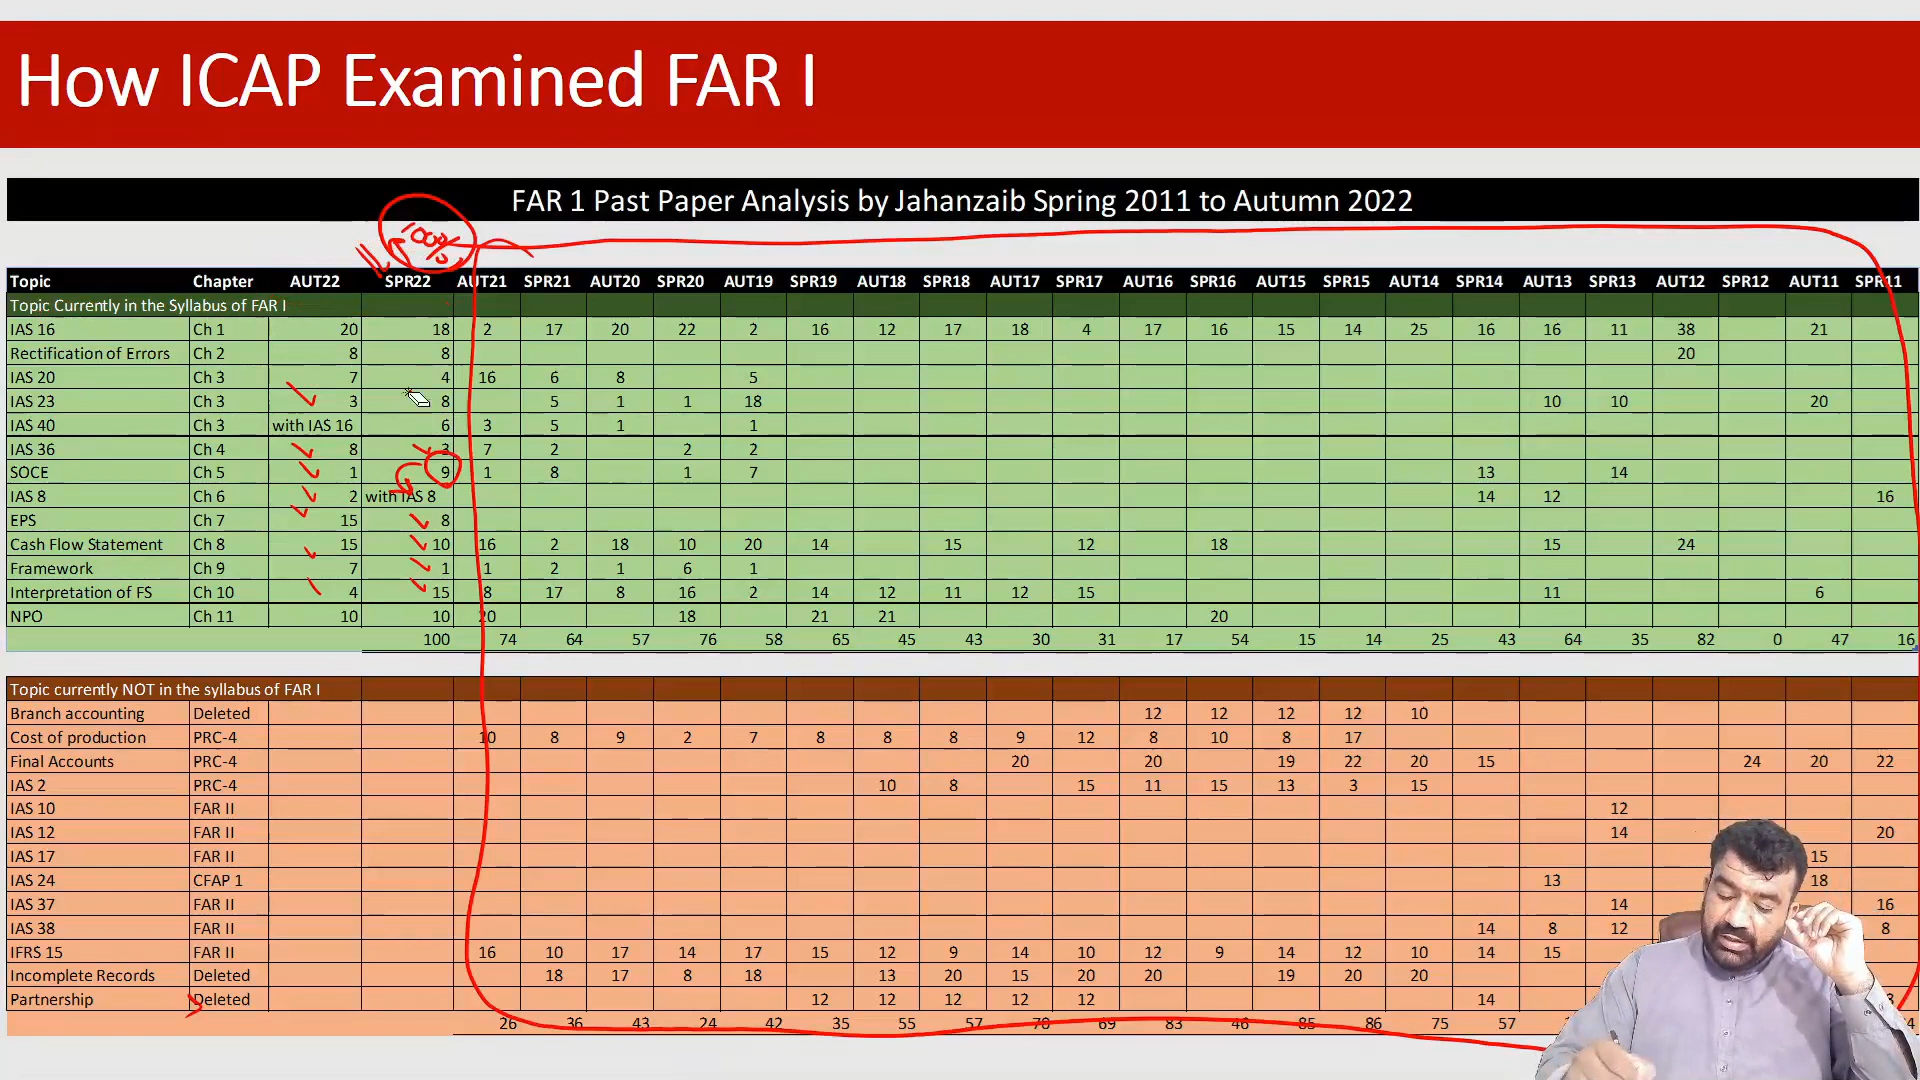 How ICAP Examined FAR I
FAR 1 Past Paper Analysis by Jahanzaib Spring 2011 to Autumn 2022
100%
Topic Chapter AUT22 SPR22 AUT21 SPR21 AUT20 SPR20 AUT19 SPR19 AUT18 SPR18 AUT17 SPR17 AUT16 SPR16 AUT15 SPR15 AUT14 SPR14 AUT13 SPR13 AUT12 SPR12 AUT11 SPR11
Topic Currently in the Syllabus of FAR I
IAS 16 Ch 1 20 18 2 17 20 22 2 16 12 17 18 4 17 16 15 14 25 16 16 11 38 21
Rectification of Errors Ch 2 8 8 20
IAS 20 Ch 3 7 4 16 6 8 5
IAS 23 Ch 3 3 8 5 1 1 18 10 10 20
IAS 40 Ch 3 with IAS 16 6 3 5 1 1
IAS 36 Ch 4 8 3 7 2 2 2
SOCE Ch 5 1 9 1 8 1 7 13 14
IAS 8 Ch 6 2 with IAS 8 14 12 16
EPS Ch 7 15 8
Cash Flow Statement Ch 8 15 10 16 2 18 10 20 14 15 12 18 15 24
Framework Ch 9 7 1 1 2 1 6 1
Interpretation of FS Ch 10 4 15 8 17 8 16 2 14 12 11 12 15 11 6
NPO Ch 11 10 10 20 18 21 21 20
100 74 64 57 76 58 65 45 43 30 31 17 54 15 14 25 43 64 35 82 0 47 16
Topic currently NOT in the syllabus of FAR I
Branch accounting Deleted 12 12 12 12 10
Cost of production PRC-4 10 8 9 2 7 8 8 8 9 12 8 10 8 17
Final Accounts PRC-4 20 20 19 22 20 15 24 20 22
IAS 2 PRC-4 10 8 15 11 15 13 3 15
IAS 10 FAR II 12
IAS 12 FAR II 14 20
IAS 17 FAR II 15
IAS 24 CFAP 1 13 18
IAS 37 FAR II 14 16
IAS 38 FAR II 14 8 12 8
IFRS 15 FAR II 16 10 17 14 17 15 12 9 14 10 12 9 14 12 10 14 15
Incomplete Records Deleted 18 17 8 18 13 20 15 20 20 19 20 20
Partnership Deleted 12 12 12 12 12 14
26 36 43 24 42 35 55 57 70 69 83 46 85 86 75 57